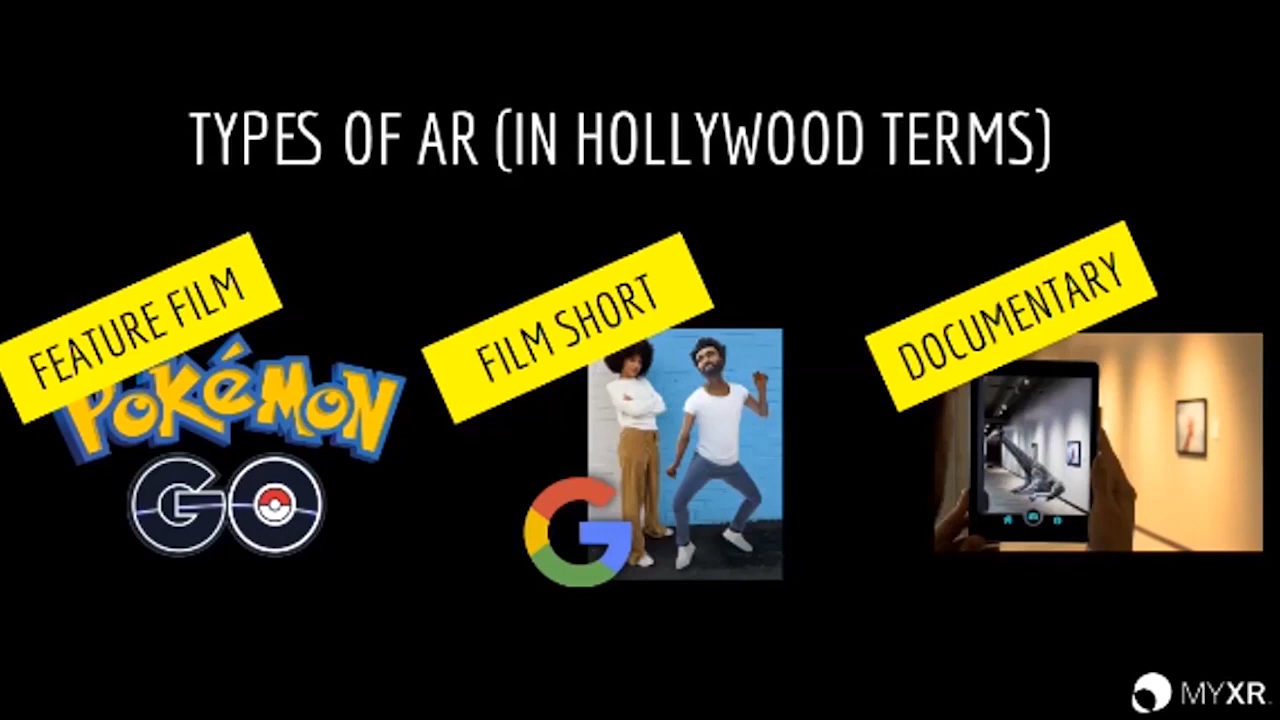 TYPES OF AR (IN HOLLYWOOD TERMS)
FEATURE FILM
POKéMON
GO
FILM SHORT
G
DOCUMENTARY
MYXR